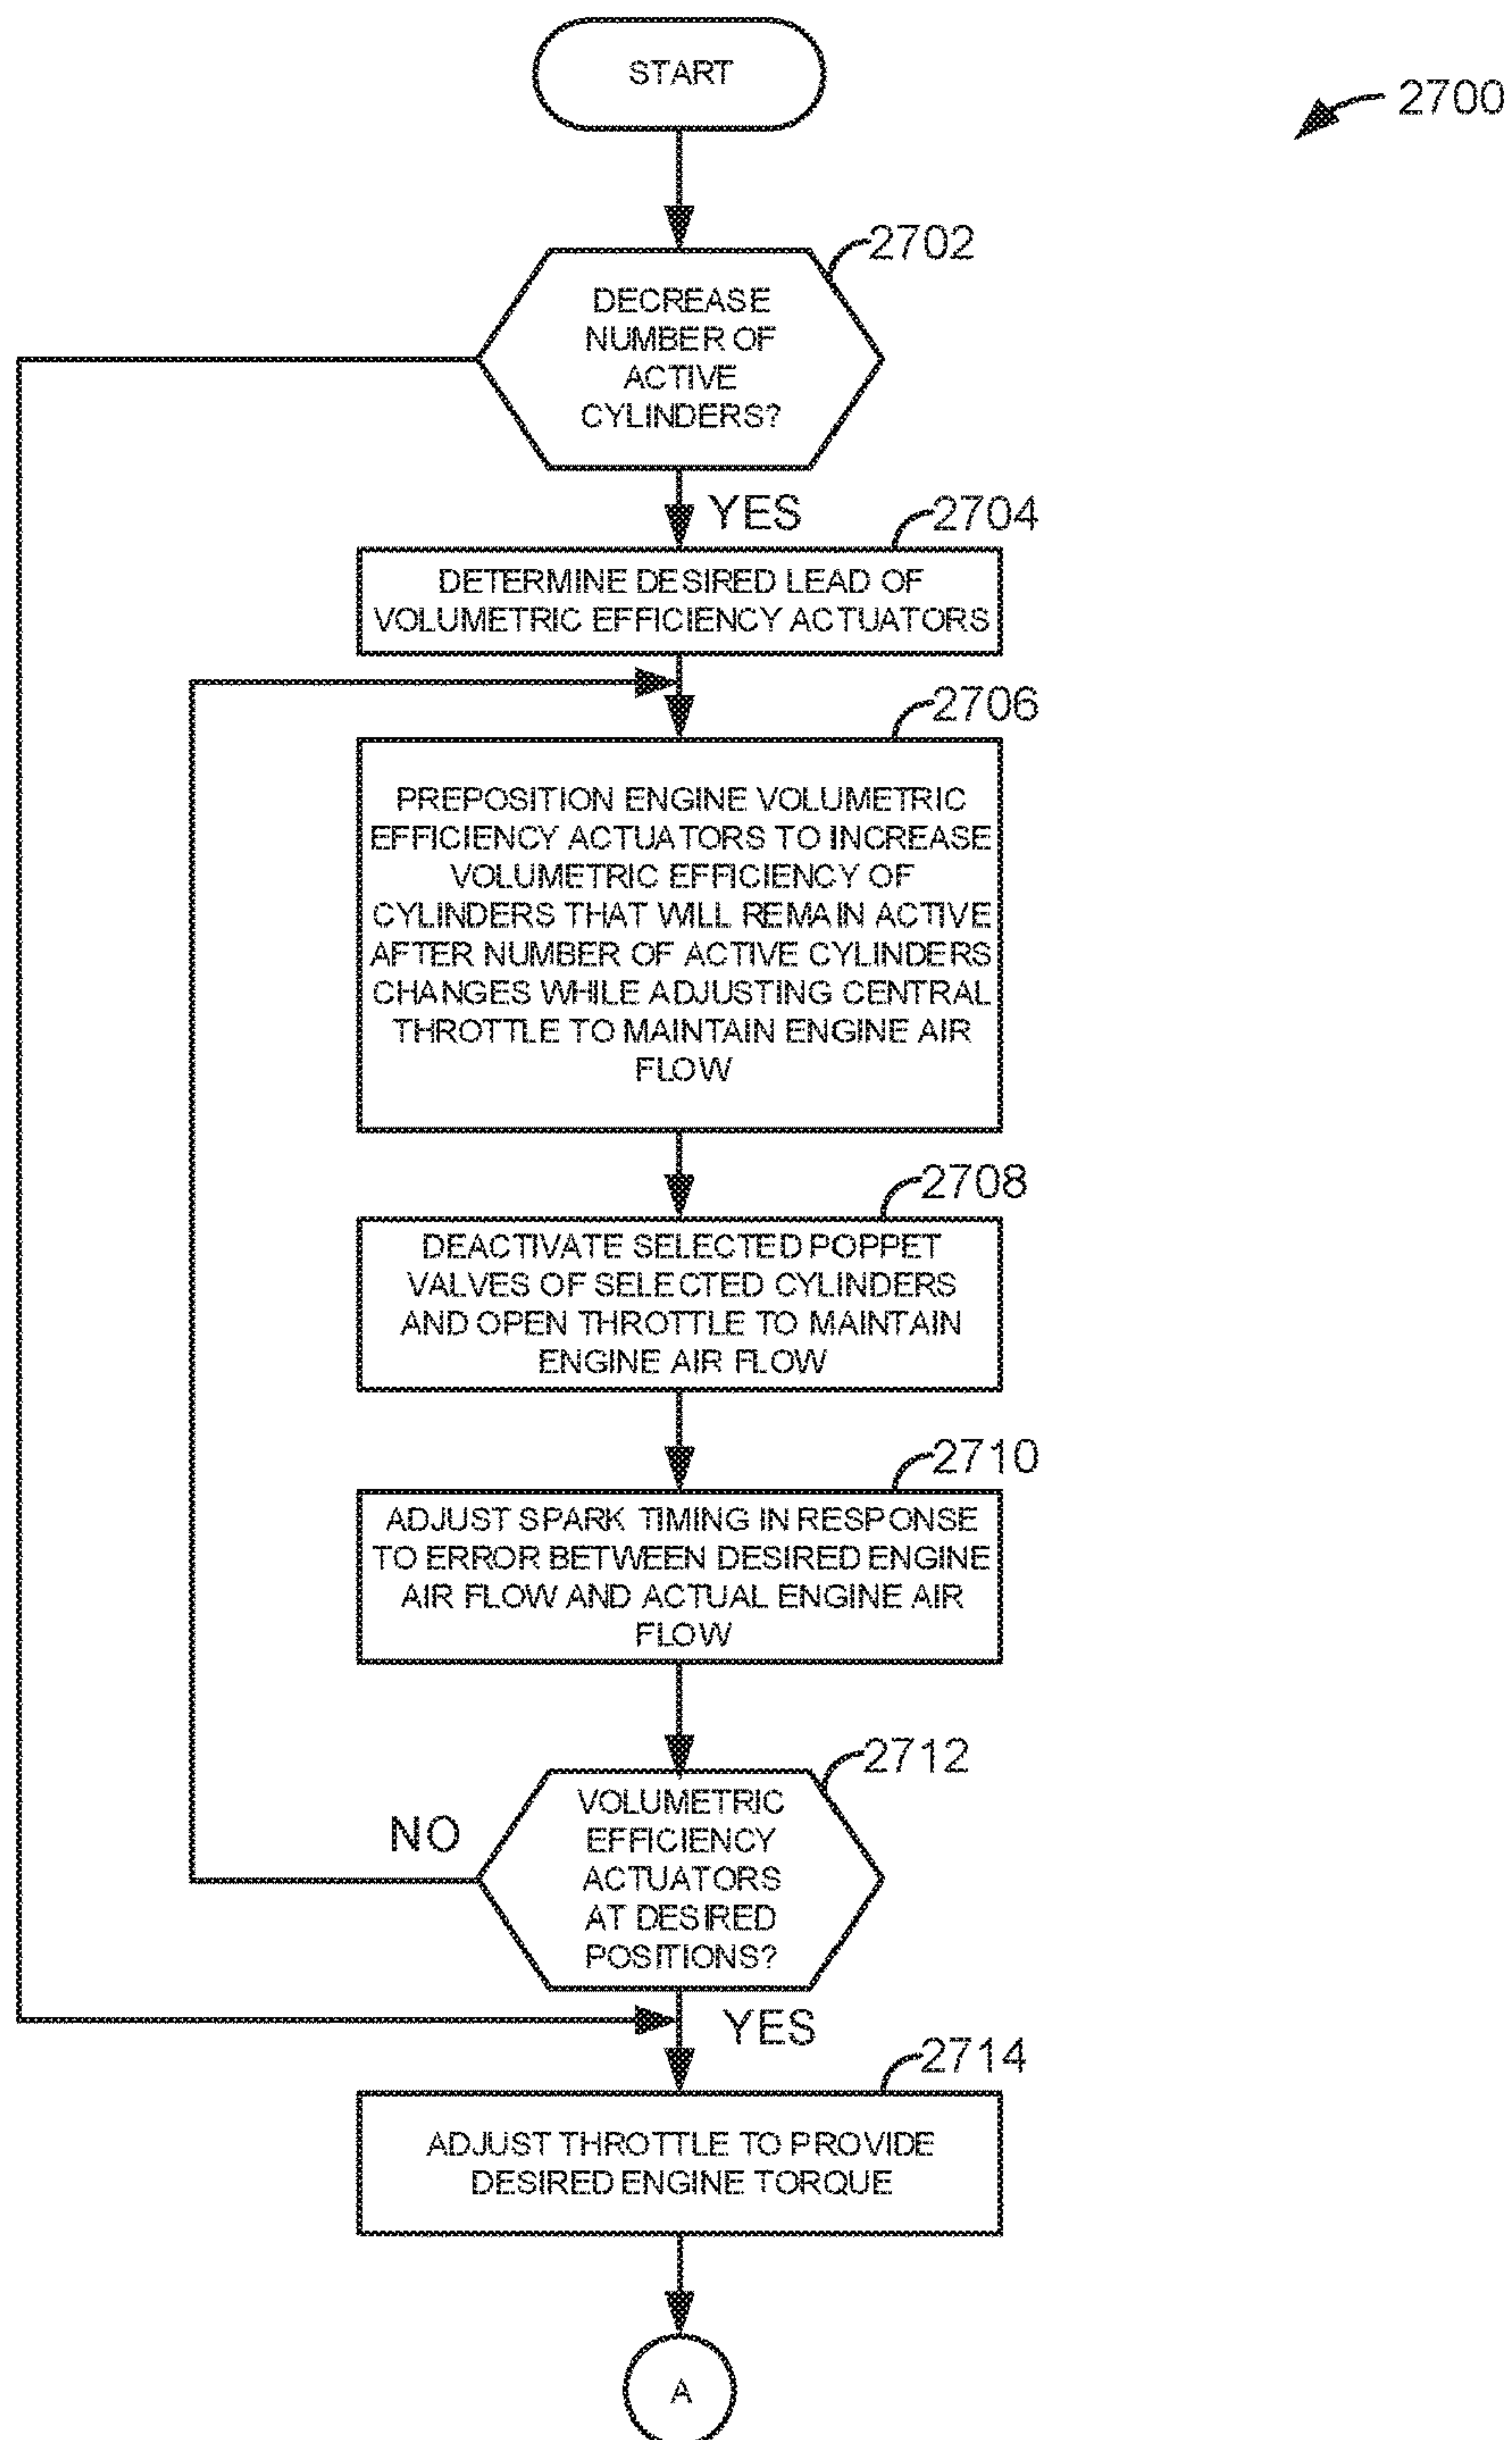 START
2700
2702
DECREASE
NUMBER OF
ACTIVE
CYLINDERS?
YES
2704
DETERMINE DESIRED LEAD OF
VOLUMETRIC EFFICIENCY ACTUATORS
2706
PREPOSITION ENGINE VOLUMETRIC
EFFICIENCY ACTUATORS TO INCREASE
VOLUMETRIC EFFICIENCY OF
CYLINDERS THAT WILL REMAIN ACTIVE
AFTER NUMBER OF ACTIVE CYLINDERS
CHANGES WHILE ADJUSTING CENTRAL
THROTTLE TO MAINTAIN ENGINE AIR
FLOW
2708
DEACTIVATE SELECTED POPPET
VALVES OF SELECTED CYLINDERS
AND OPEN THROTTLE TO MAINTAIN
ENGINE AIR FLOW
2710
ADJUST SPARK TIMING IN RESPONSE
TO ERROR BETWEEN DESIRED ENGINE
AIR FLOW AND ACTUAL ENGINE AIR
FLOW
2712
VOLUMETRIC
EFFICIENCY
ACTUATORS
AT DESIRED
POSITIONS?
NO
YES
2714
ADJUST THROTTLE TO PROVIDE
DESIRED ENGINE TORQUE
A